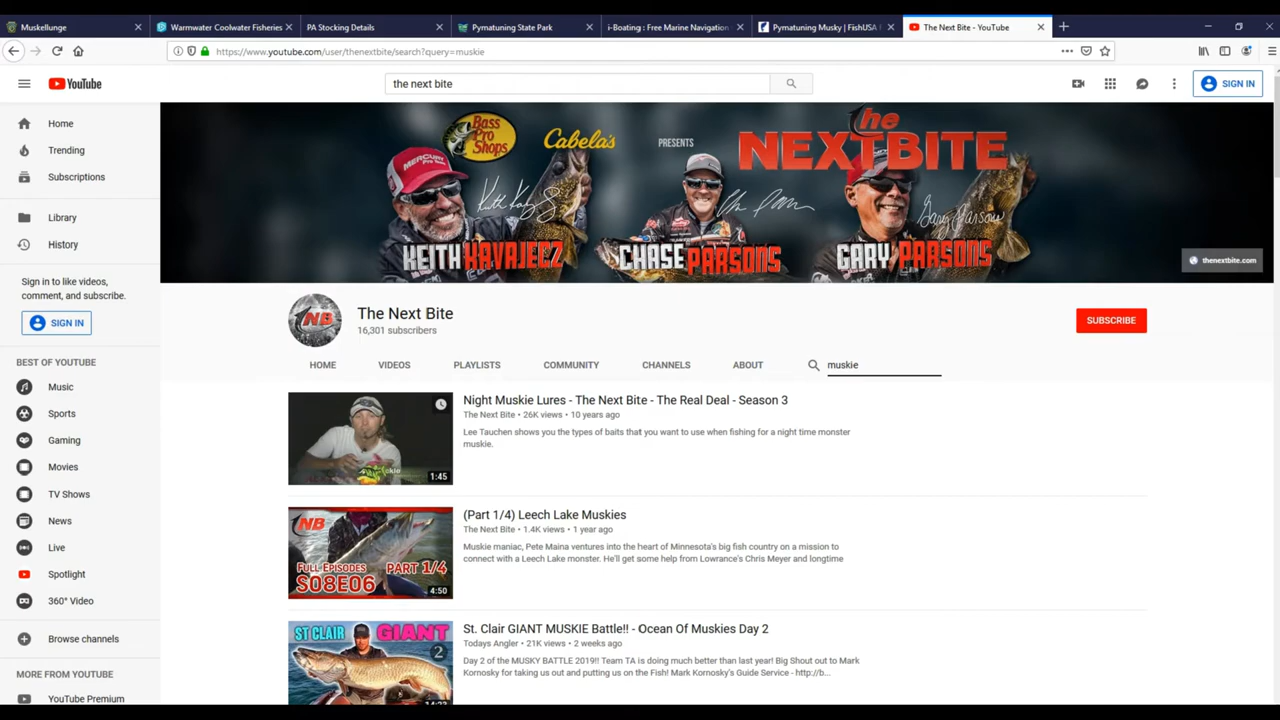 Muskellunge
Warmwater Coolwater Fisheries
PA Stocking Details
Pymatuning State Park
i-Boating : Free Marine Navigation
Pymatuning Musky | FishUSA
The Next Bite - YouTube
https://www.youtube.com/user/thenextbite/search?query=muskie
YouTube
the next bite
SIGN IN
Home
Trending
Subscriptions
Library
History
Sign in to like videos,
comment, and subscribe.
SIGN IN
BEST OF YOUTUBE
Music
Sports
Gaming
Movies
TV Shows
News
Live
Spotlight
360° Video
Browse channels
MORE FROM YOUTUBE
YouTube Premium
Bass
Pro
Shops
Cabela's
PRESENTS
the
NEXTBITE
MERCURY
KEITH KAVAJECZ
CHASE PARSONS
GARY PARSONS
thenextbite.com
NB
The Next Bite
16,301 subscribers
SUBSCRIBE
HOME
VIDEOS
PLAYLISTS
COMMUNITY
CHANNELS
ABOUT
muskie
1:45
Night Muskie Lures - The Next Bite - The Real Deal - Season 3
The Next Bite • 26K views • 10 years ago
Lee Tauchen shows you the types of baits that you want to use when fishing for a night time monster
muskie.
NB
FULL EPISODES
S08E06
PART 1/4
4:50
(Part 1/4) Leech Lake Muskies
The Next Bite • 1.4K views • 1 year ago
Muskie maniac, Pete Maina ventures into the heart of Minnesota's big fish country on a mission to
connect with a Leech Lake monster. He'll get some help from Lowrance's Chris Meyer and longtime
ST CLAIR GIANT
2
14:23
St. Clair GIANT MUSKIE Battle!! - Ocean Of Muskies Day 2
Todays Angler • 21K views • 2 weeks ago
Day 2 of the MUSKY BATTLE 2019!! Team TA is doing much better than last year! Big Shout out to Mark
Kornosky for taking us out and putting us on the Fish! Mark Kornosky's Guide Service - http://b...